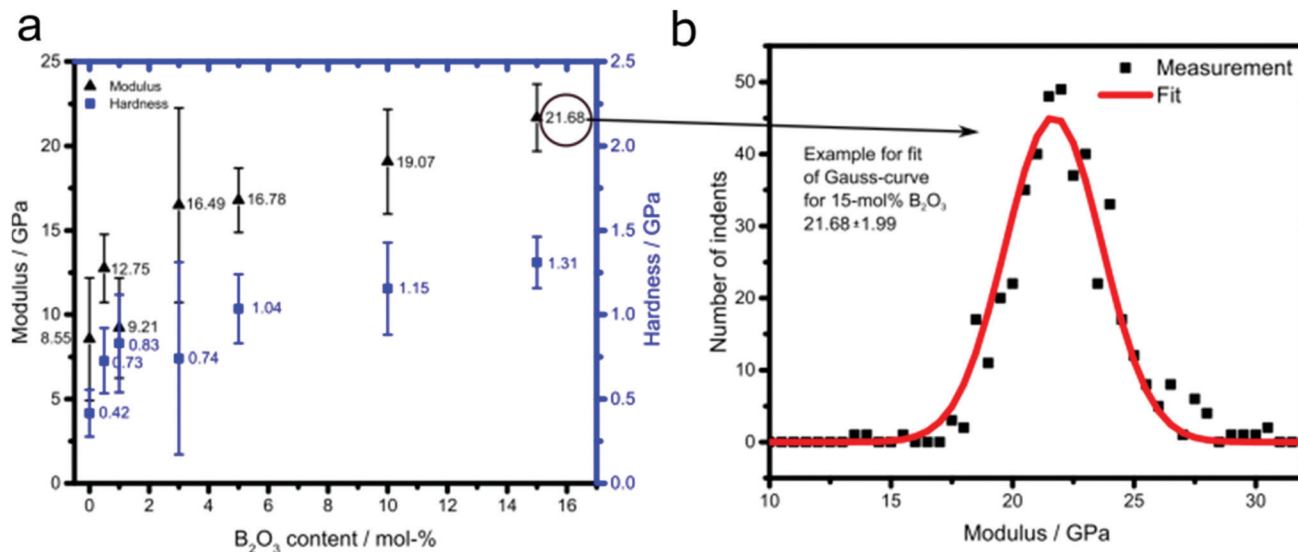 a
25
20
15
10
5
0
Modulus / GPa
Modulus
Hardness
8.55
12.75
9.21
16.49
16.78
19.07
21.68
0.42
0.73
0.83
0.74
1.04
1.15
1.31
2.5
2.0
1.5
1.0
0.5
0.0
Hardness / GPa
0 2 4 6 8 10 12 14 16
B₂O₃ content / mol-%
b
50
40
30
20
10
0
Number of indents
Measurement
Fit
Example for fit
of Gauss-curve
for 15-mol% B₂O₃
21.68±1.99
10 15 20 25 30
Modulus / GPa